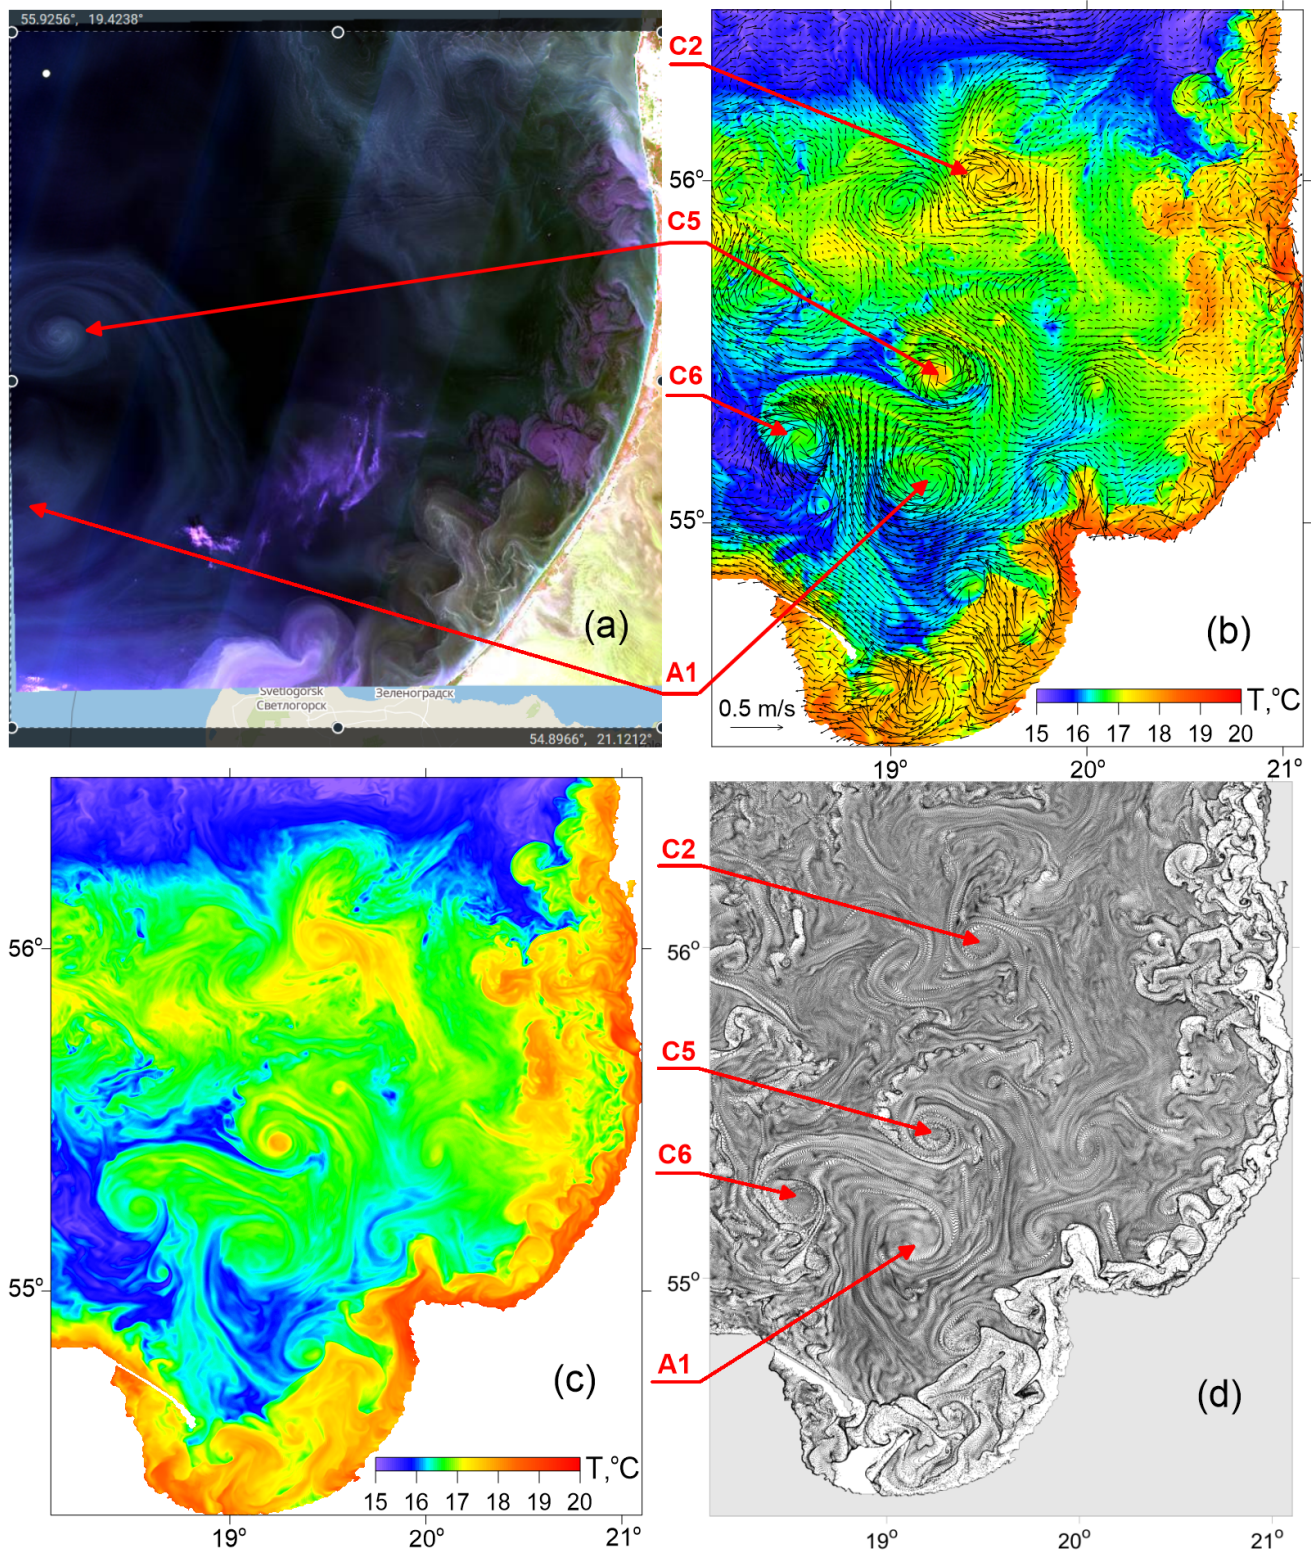 55.9256°, 19.4238°
C2
56°
C5
C6
55°
(a)
(b)
A1
Svetlogorsk
Светлогорск
Зеленоградск
54.8966°, 21.1212°
0.5 m/s
T,°C
15 16 17 18 19 20
19° 20° 21°
C2
56°
56°
C5
C6
55°
55°
A1
(c)
(d)
T,°C
15 16 17 18 19 20
19° 20° 21°
19° 20° 21°